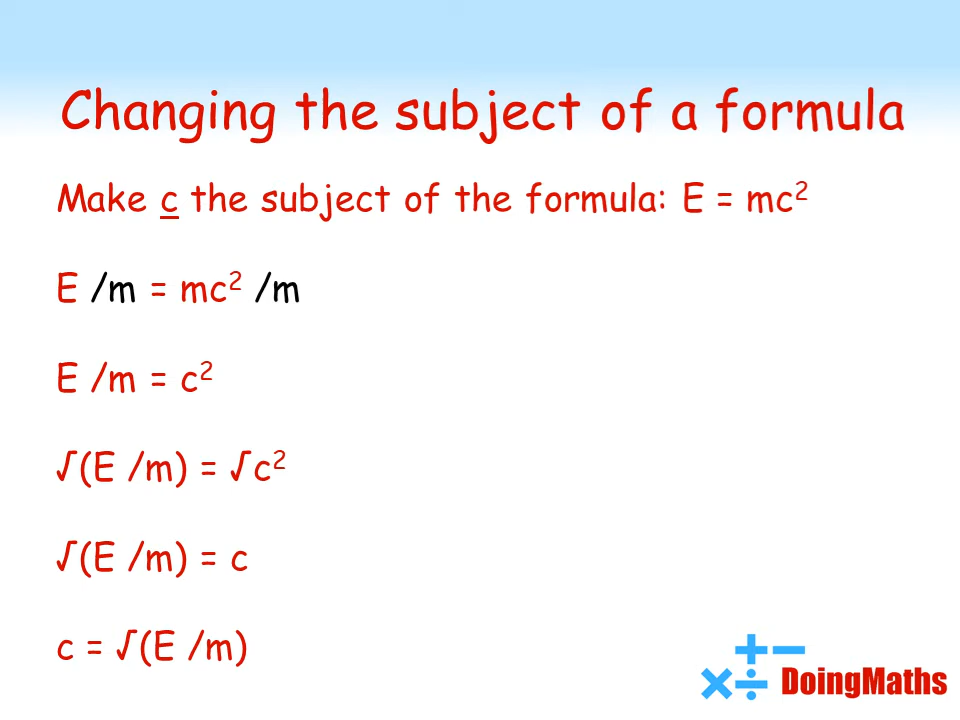 Changing the subject of a formula
Make c the subject of the formula: E = mc²
E /m = mc² /m
E /m = c²
√(E /m) = √c²
√(E /m) = c
c = √(E /m)
DoingMaths